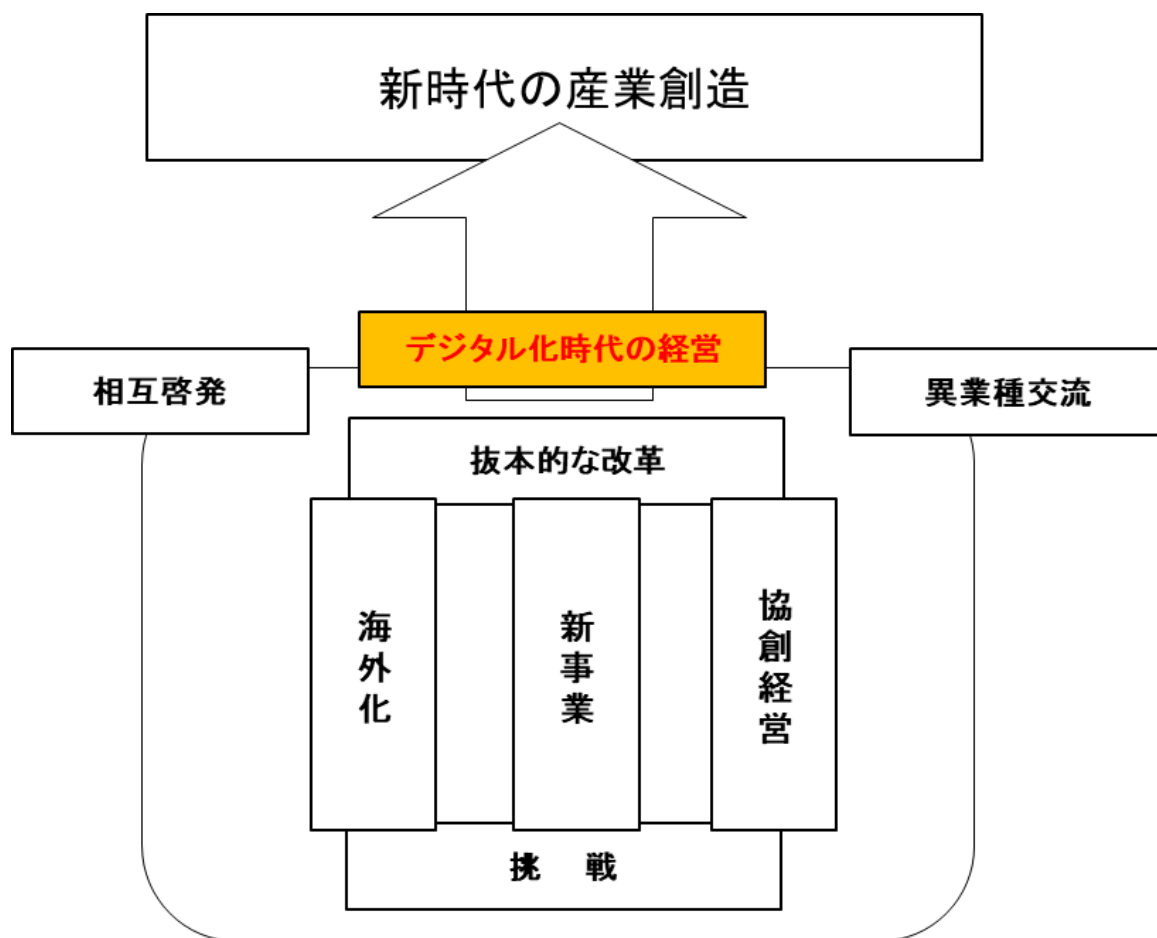 新時代の産業創造
デジタル化時代の経営
相互啓発
異業種交流
抜本的な改革
海外化
新事業
協創経営
挑　戦